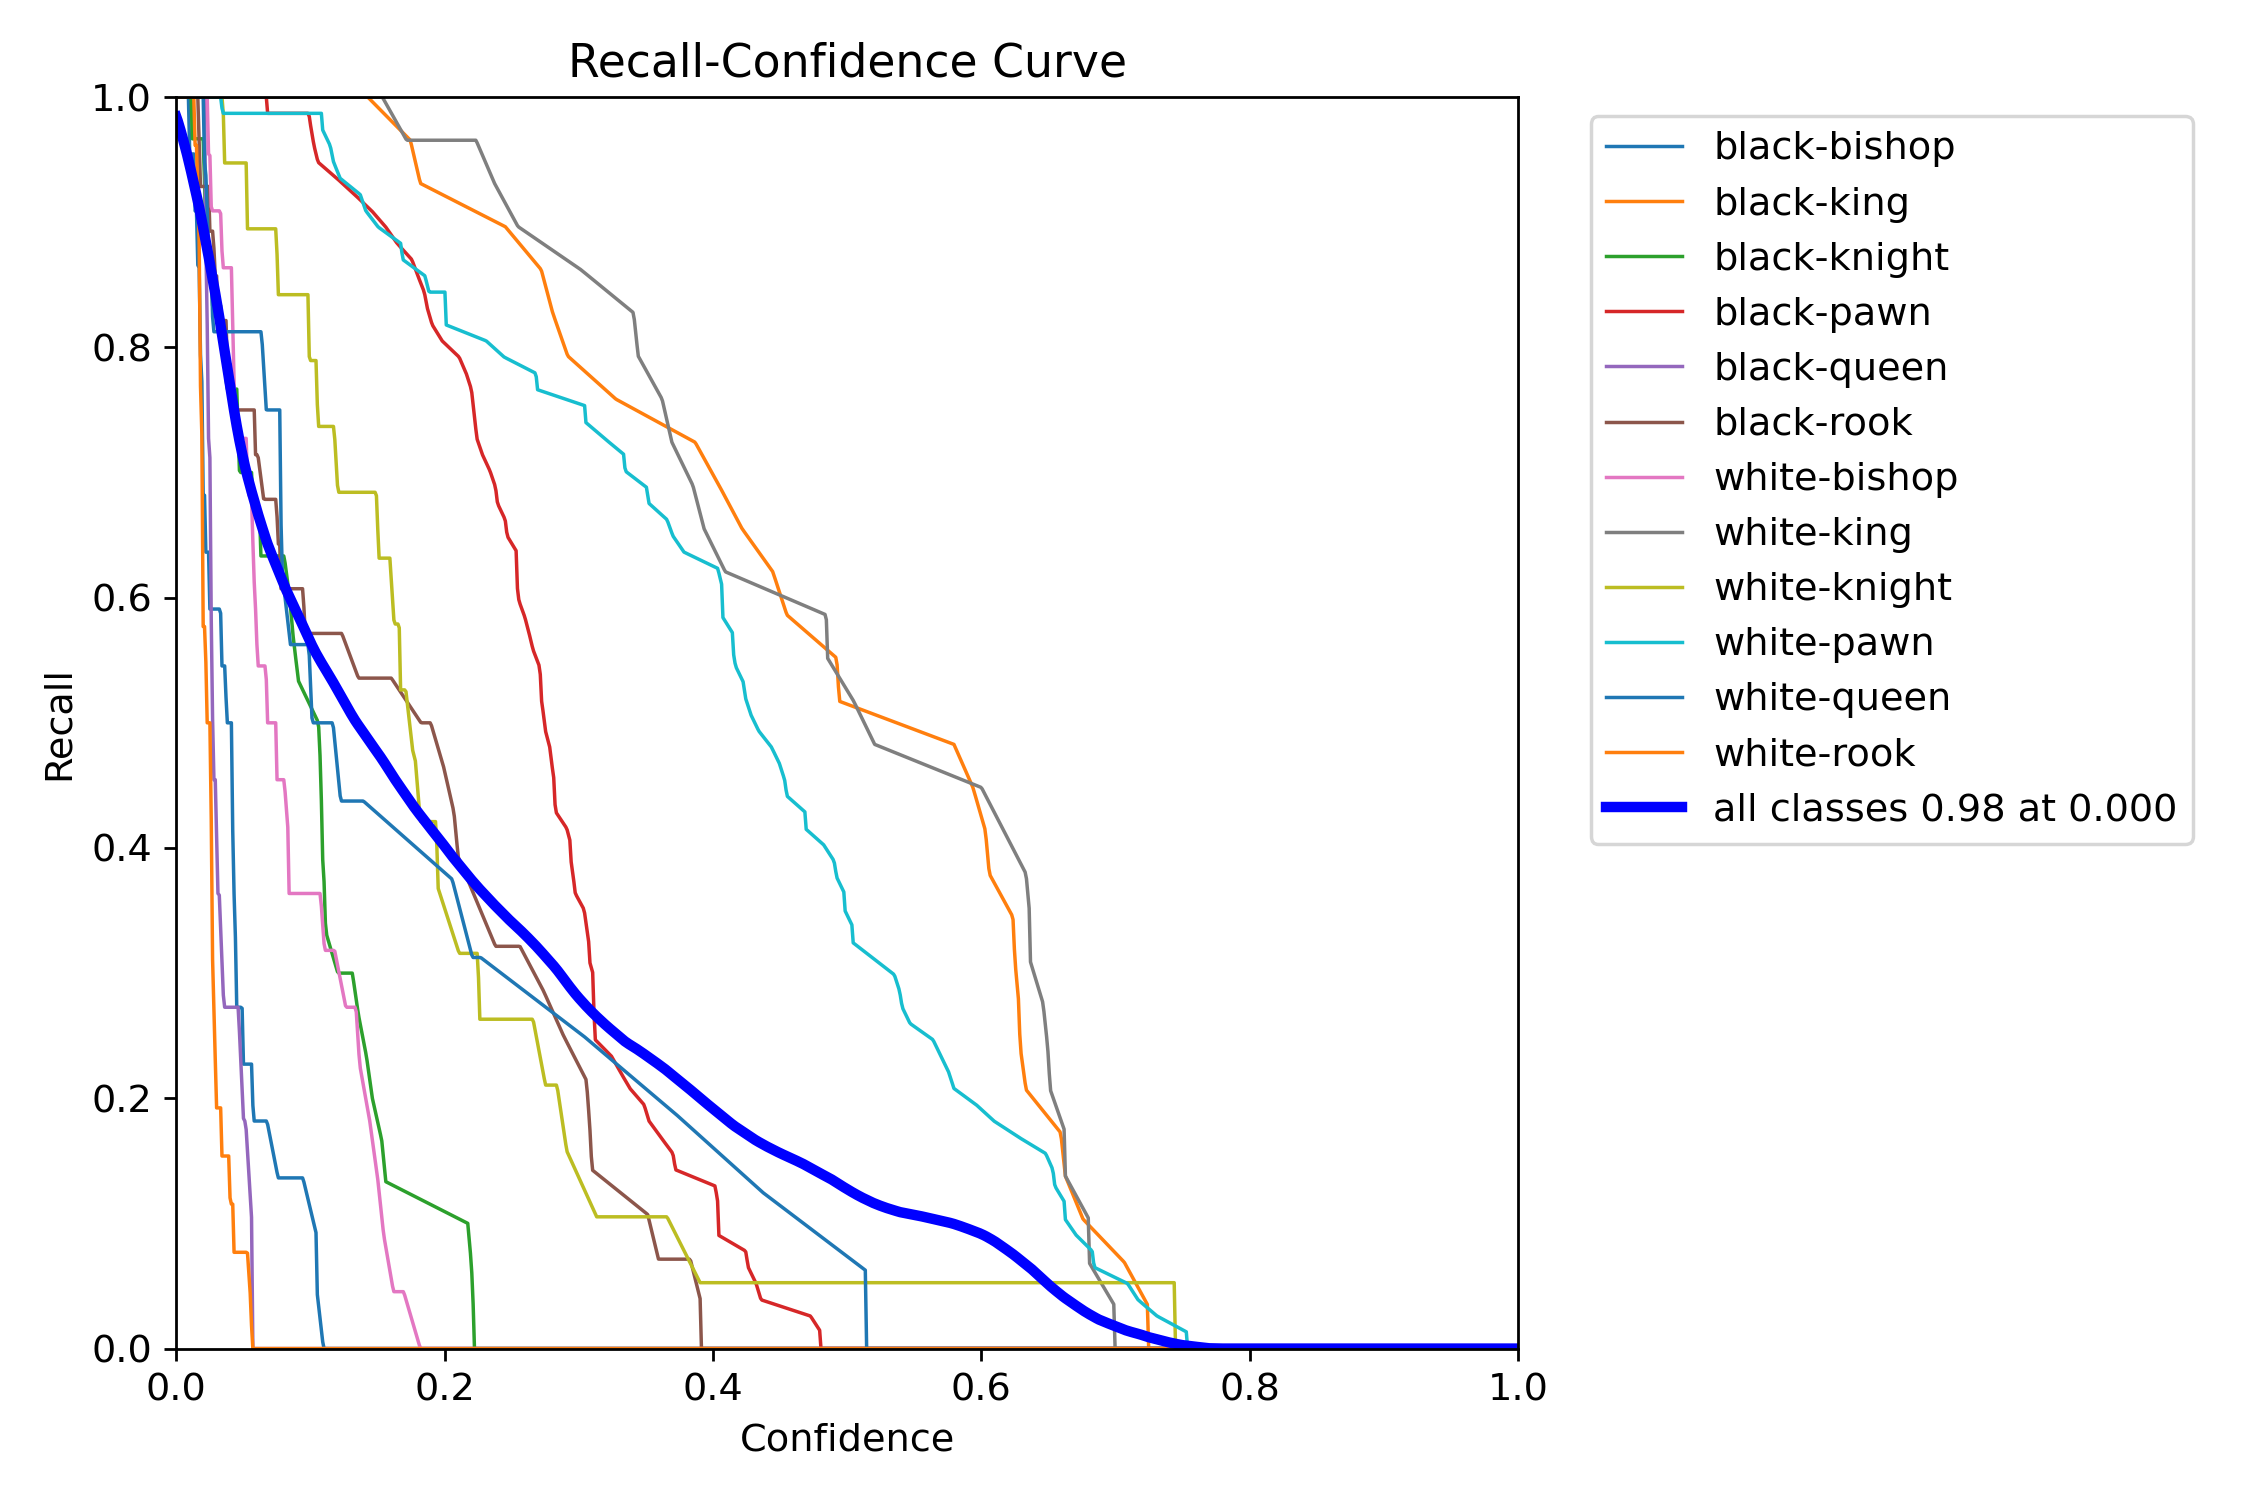 Recall-Confidence Curve
1.0
0.8
0.6
0.4
0.2
0.0
Recall
0.0 0.2 0.4 0.6 0.8 1.0
Confidence
black-bishop
black-king
black-knight
black-pawn
black-queen
black-rook
white-bishop
white-king
white-knight
white-pawn
white-queen
white-rook
all classes 0.98 at 0.000